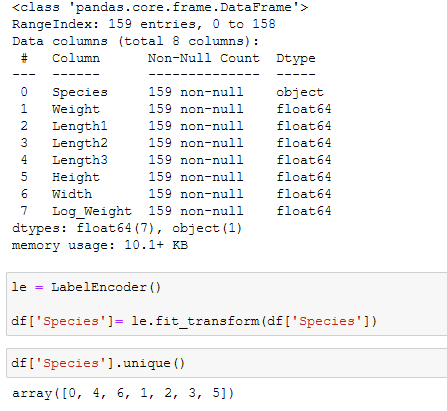 <class 'pandas.core.frame.DataFrame'>
RangeIndex: 159 entries, 0 to 158
Data columns (total 8 columns):
 #   Column      Non-Null Count  Dtype
---  ------      --------------  -----
 0   Species     159 non-null    object
 1   Weight      159 non-null    float64
 2   Length1     159 non-null    float64
 3   Length2     159 non-null    float64
 4   Length3     159 non-null    float64
 5   Height      159 non-null    float64
 6   Width       159 non-null    float64
 7   Log_Weight  159 non-null    float64
dtypes: float64(7), object(1)
memory usage: 10.1+ KB
le = LabelEncoder()
df['Species']= le.fit_transform(df['Species'])
df['Species'].unique()
array([0, 4, 6, 1, 2, 3, 5])